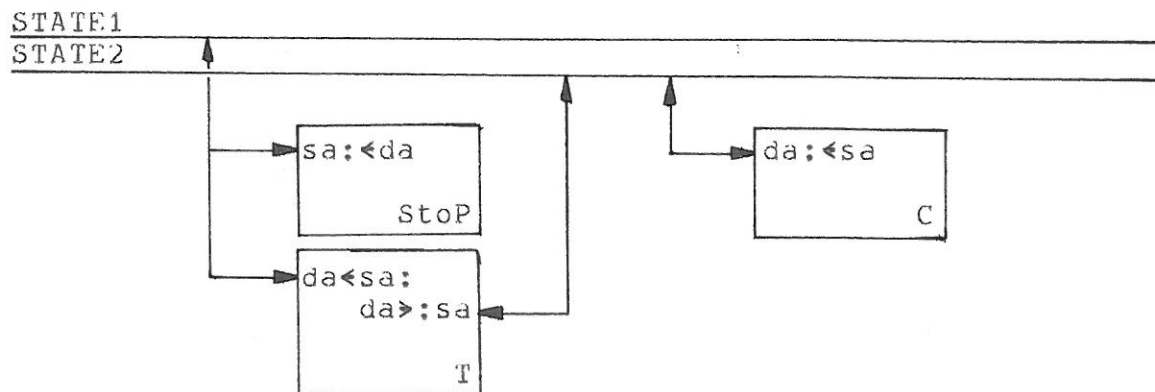 STATE1
STATE2
sa:<da
StoP
da:<sa
C
da<sa:
da>:sa
T